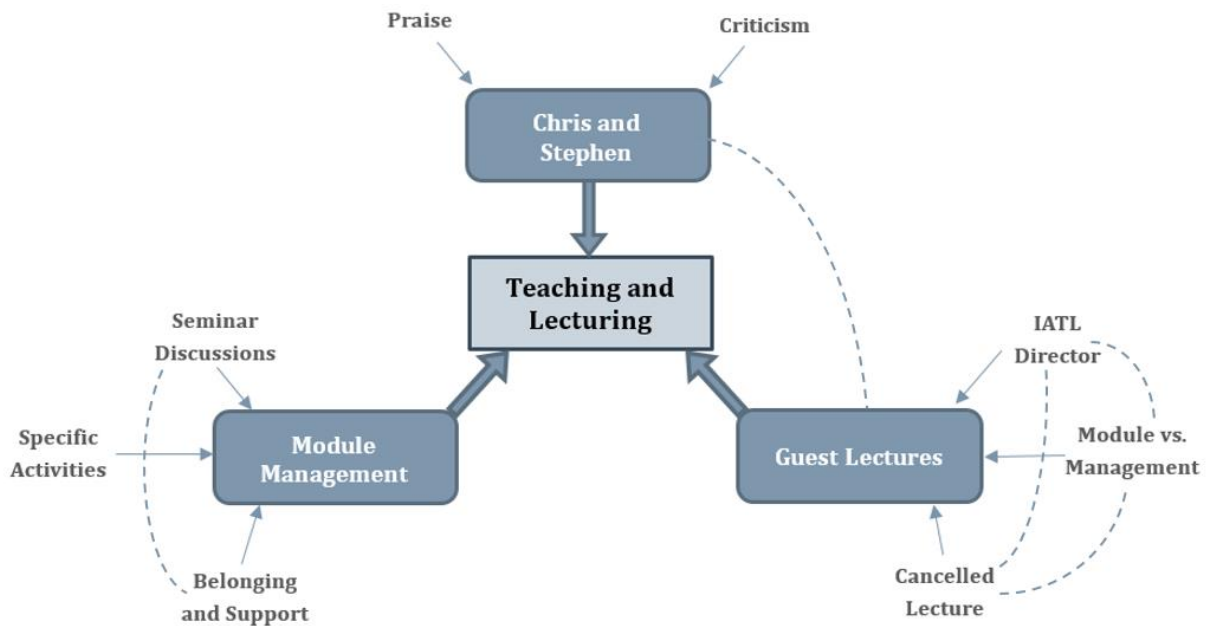 Praise
Criticism
Chris and
Stephen
Teaching and
Lecturing
Seminar
Discussions
Specific
Activities
Module
Management
Belonging
and Support
IATL
Director
Guest Lectures
Module vs.
Management
Cancelled
Lecture